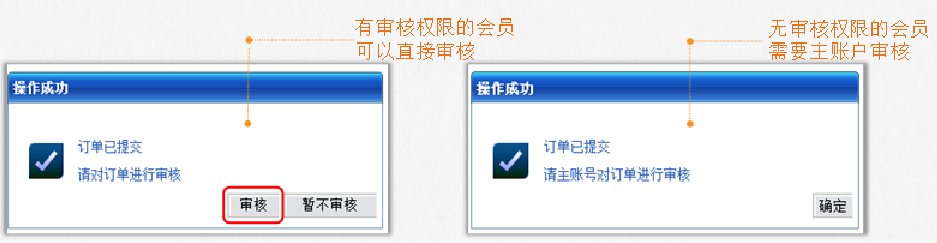 有审核权限的会员
可以直接审核
无审核权限的会员
需要主账户审核
操作成功
订单已提交
请对订单进行审核
审核
暂不审核
操作成功
订单已提交
请主账号对订单进行审核
确定